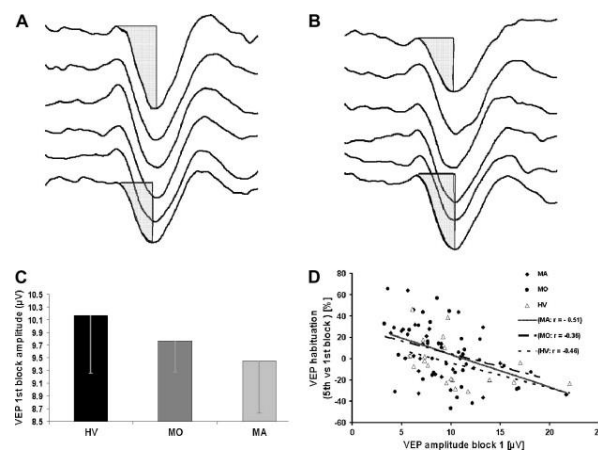 A
B
C
VEP 1st block amplitude (µV)
10.5
10.3
10.1
9.9
9.7
9.5
9.3
9.1
8.9
8.7
8.5
HV
MO
MA
D
VEP habituation
(5th vs 1st block ) [%]
80
60
40
20
0
-20
-40
-60
0
5
10
15
20
25
VEP amplitude block 1 [µV]
MA
MO
HV
(MA: r = - 0.51)
(MO: r = -0.36)
(HV: r = -0.46)